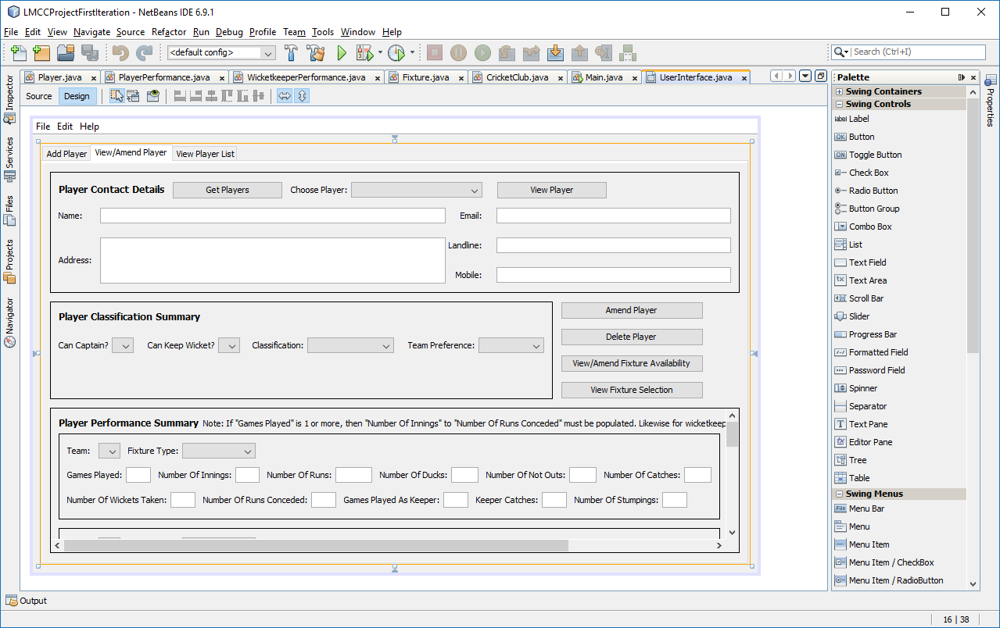 LMCCProjectFirstIteration - NetBeans IDE 6.9.1
File Edit View Navigate Source Refactor Run Debug Profile Team Tools Window Help
<default config> Search (Ctrl+I)
Player.java PlayerPerformance.java WicketkeeperPerformance.java Fixture.java CricketClub.java Main.java UserInterface.java
Source Design
Inspector
Services
Files
Projects
Navigator
File Edit Help
Add Player View/Amend Player View Player List
Player Contact Details Get Players Choose Player: View Player
Name: Email:
Address: Landline:
Mobile:
Player Classification Summary
Can Captain? Can Keep Wicket? Classification: Team Preference:
Amend Player
Delete Player
View/Amend Fixture Availability
View Fixture Selection
Player Performance Summary Note: If "Games Played" is 1 or more, then "Number Of Innings" to "Number Of Runs Conceded" must be populated. Likewise for wicketkeep
Team: Fixture Type:
Games Played: Number Of Innings: Number Of Runs: Number Of Ducks: Number Of Not Outs: Number Of Catches:
Number Of Wickets Taken: Number Of Runs Conceded: Games Played As Keeper: Keeper Catches: Number Of Stumpings:
Palette
Swing Containers
Swing Controls
label Label
OK Button
ON Toggle Button
Check Box
Radio Button
Button Group
Combo Box
List
Text Field
Text Area
Scroll Bar
Slider
Progress Bar
Formatted Field
Password Field
Spinner
Separator
T Text Pane
Editor Pane
Tree
Table
Swing Menus
File Menu Bar
Menu
Menu Item
Menu Item / CheckBox
Menu Item / RadioButton
Properties
Output
16 | 38